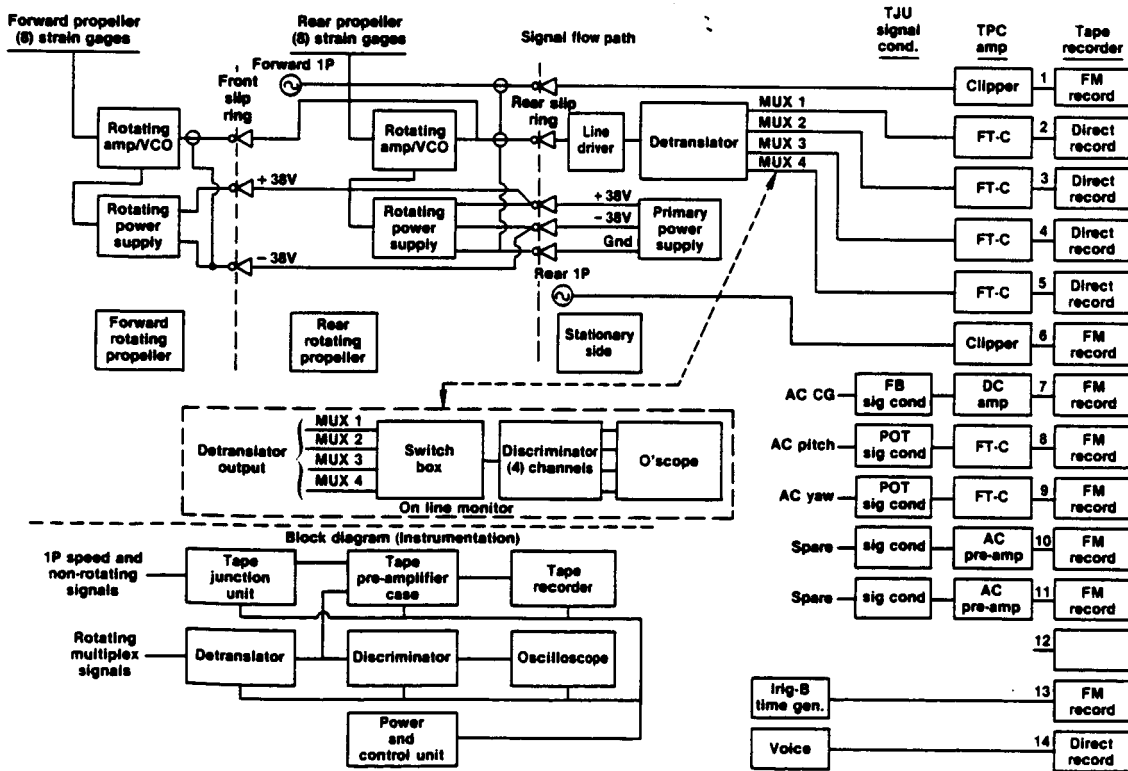 Forward propeller
(8) strain gages
Rear propeller
(8) strain gages
Signal flow path
TJU
signal
cond.
TPC
amp
Tape
recorder
Forward 1P
Front
slip
ring
Rear slip
ring
Rotating
amp/VCO
Rotating
amp/VCO
Line
driver
Detranslator
MUX 1
MUX 2
MUX 3
MUX 4
Clipper
1
FM
record
FT-C
2
Direct
record
FT-C
3
Direct
record
FT-C
4
Direct
record
FT-C
5
Direct
record
Clipper
6
FM
record
+38V
Rotating
power
supply
-38V
Rotating
power
supply
+38V
-38V
Gnd
Primary
power
supply
Rear 1P
Forward
rotating
propeller
Rear
rotating
propeller
Stationary
side
AC CG
FB
sig cond
DC
amp
7
FM
record
AC pitch
POT
sig cond
FT-C
8
FM
record
AC yaw
POT
sig cond
FT-C
9
FM
record
Spare
sig cond
AC
pre-amp
10
FM
record
Spare
sig cond
AC
pre-amp
11
FM
record
12
Irig-B
time gen.
13
FM
record
Voice
14
Direct
record
Detranslator
output
MUX 1
MUX 2
MUX 3
MUX 4
Switch
box
Discriminator
(4) channels
O'scope
On line monitor
Block diagram (Instrumentation)
1P speed and
non-rotating
signals
Tape
junction
unit
Tape
pre-amplifier
case
Tape
recorder
Rotating
multiplex
signals
Detranslator
Discriminator
Oscilloscope
Power
and
control unit